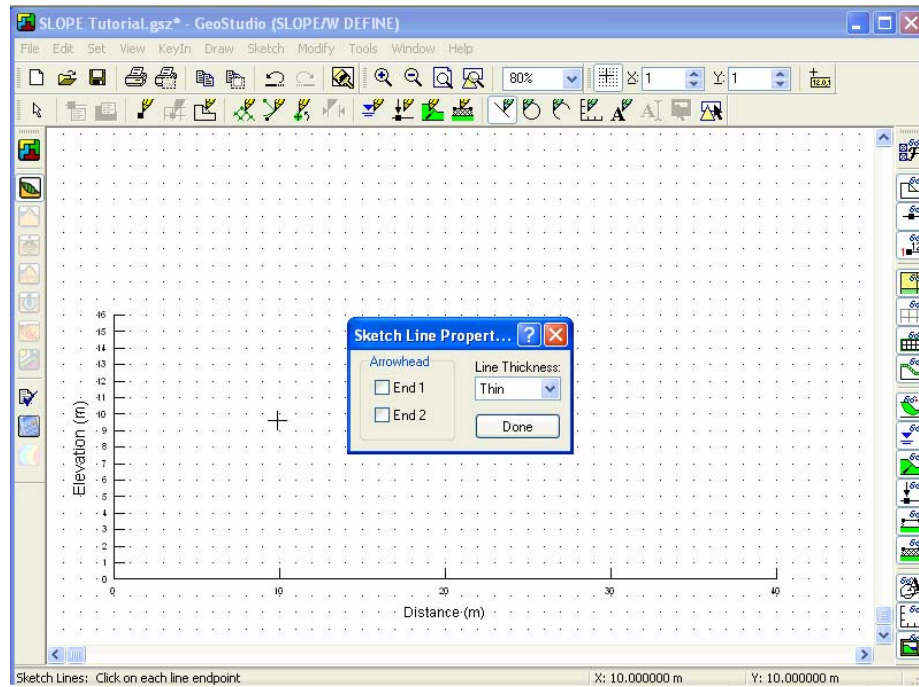 SLOPE Tutorial.gsz* - GeoStudio (SLOPE/W DEFINE)
File Edit Set View KeyIn Draw Sketch Modify Tools Window Help
80% X: 1 Y: 1
Sketch Line Propert...
Arrowhead
Line Thickness:
End 1
Thin
End 2
Done
Elevation (m)
16
15
14
13
12
11
10
9
8
7
6
5
4
3
2
1
0
0 10 20 30 40
Distance (m)
Sketch Lines: Click on each line endpoint X: 10.000000 m Y: 10.000000 m